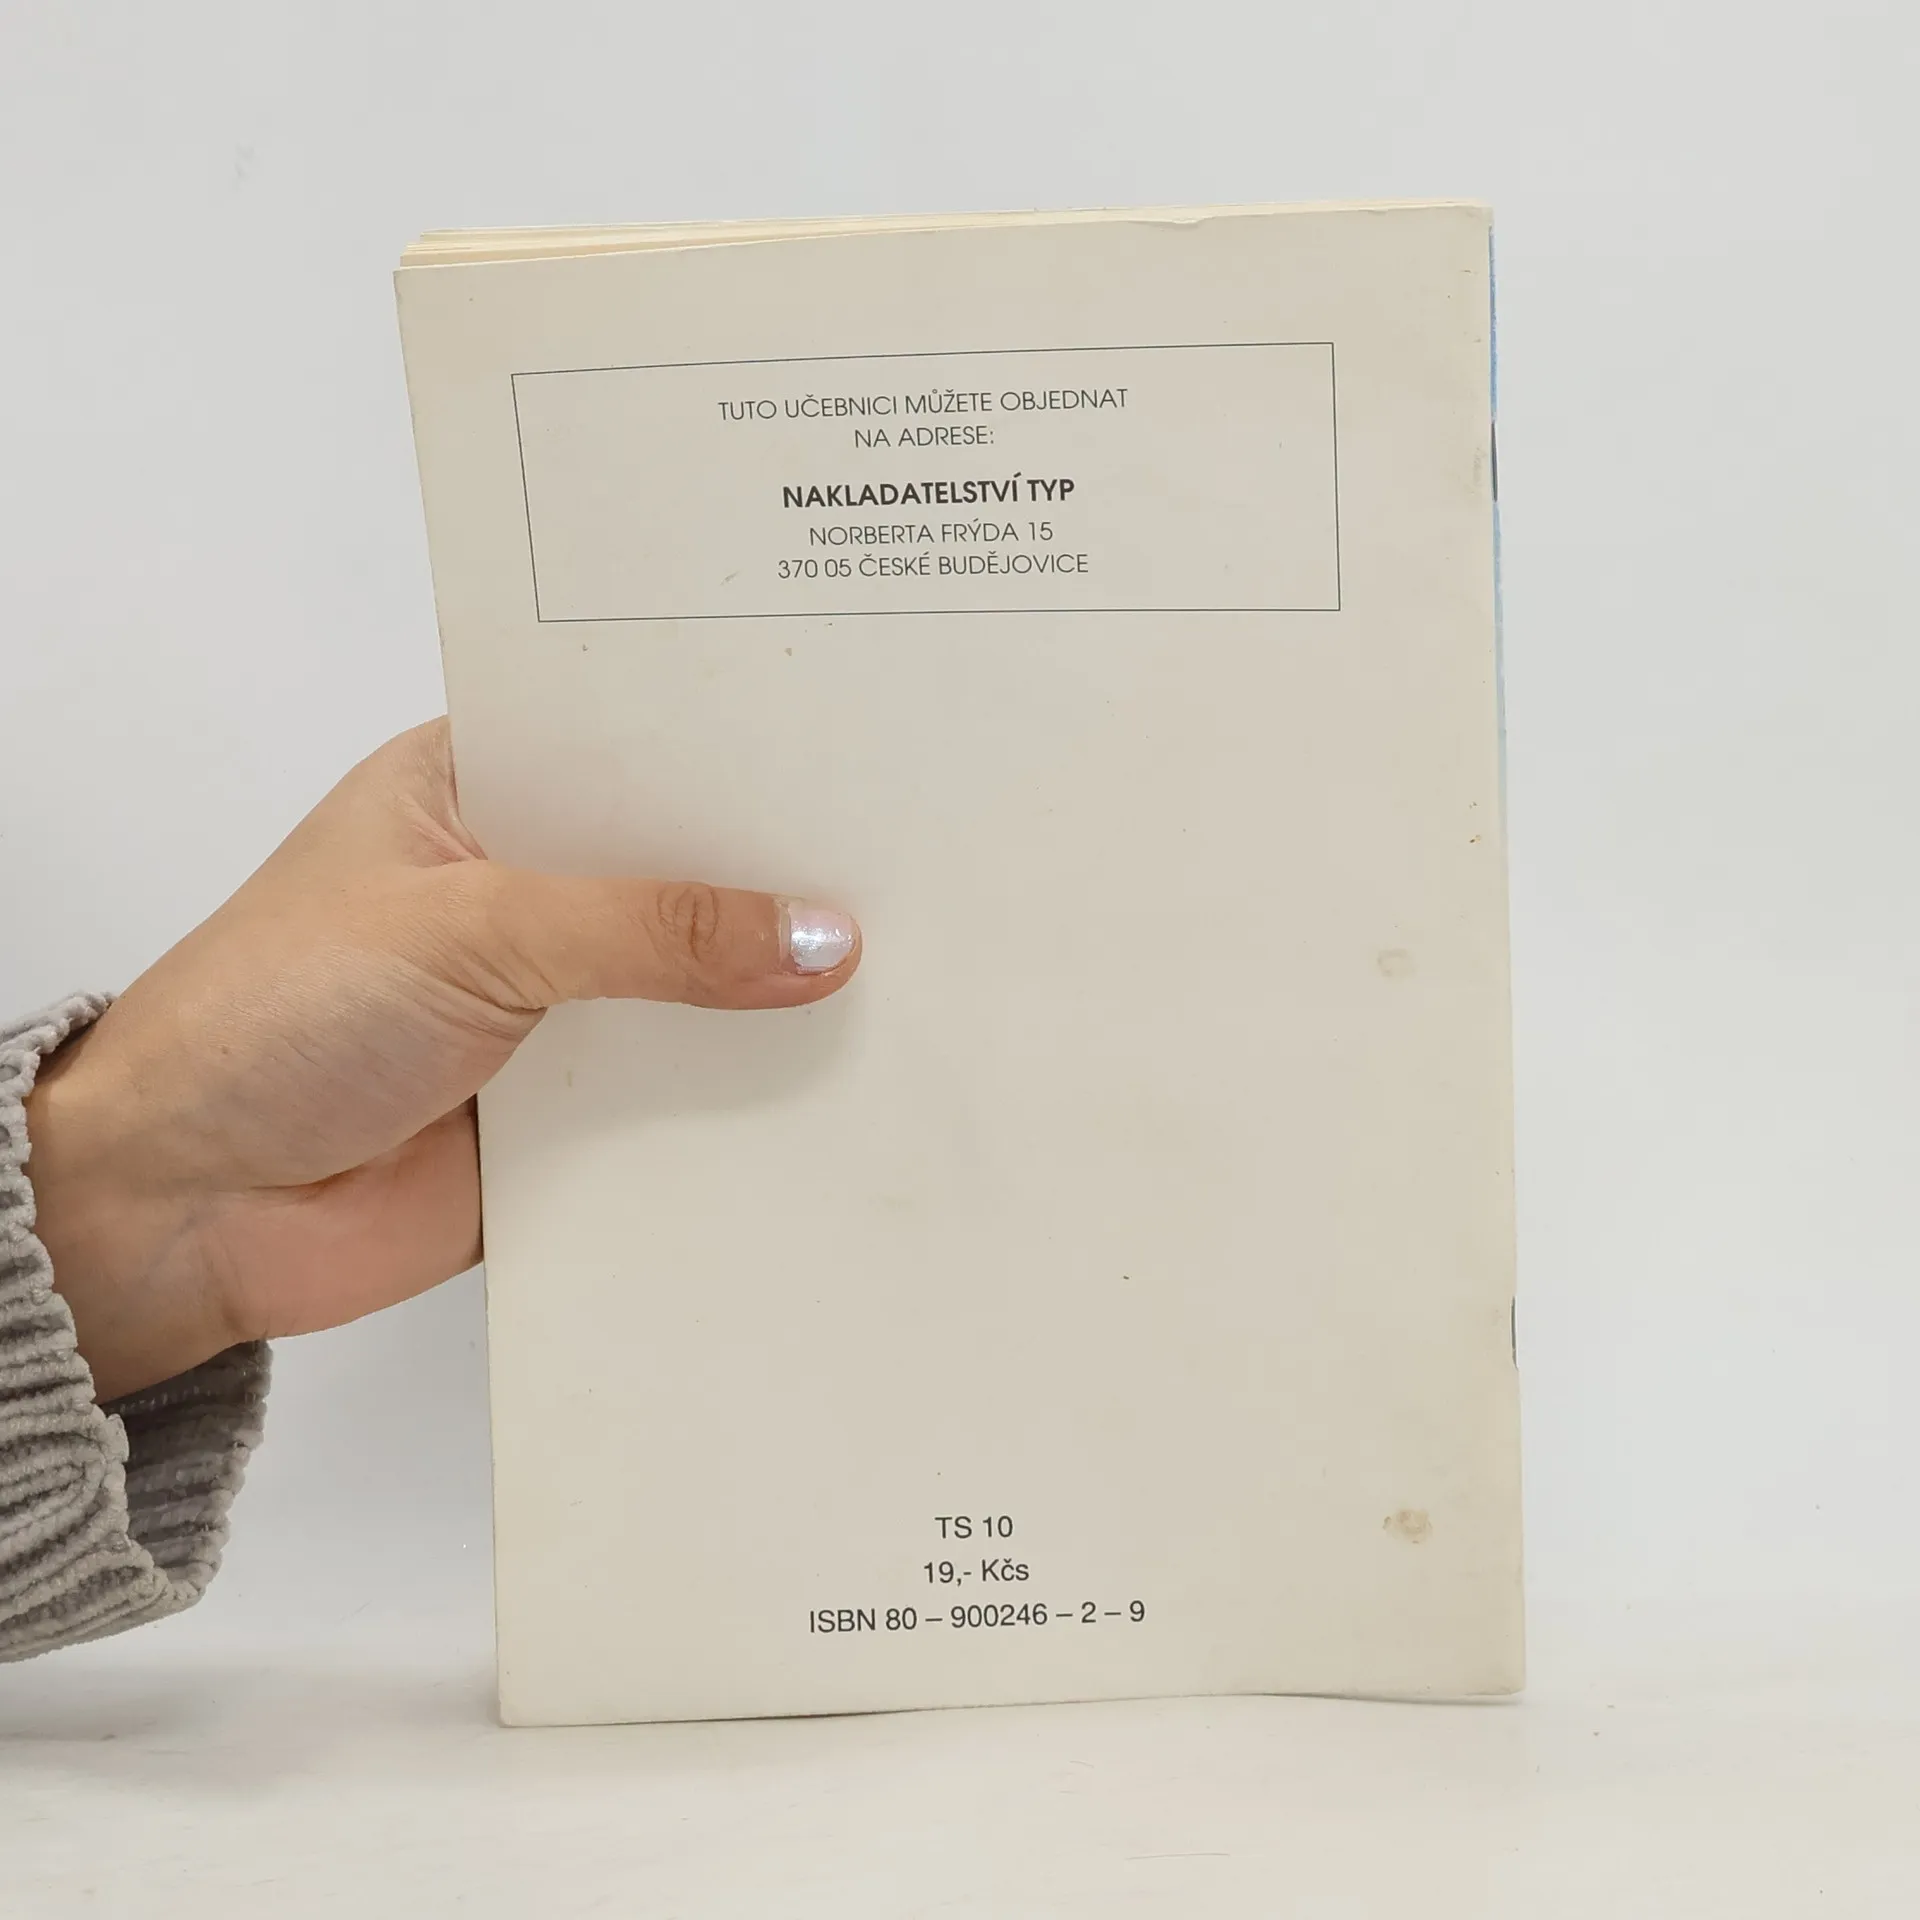 TUTO UČEBNICI MŮŽETE OBJEDNAT
NA ADRESE:
NAKLADATELSTVÍ TYP
NORBERTA FRÝDA 15
370 05 ČESKÉ BUDĚJOVICE
TS 10
19,- Kčs
ISBN 80 – 900246 – 2 – 9